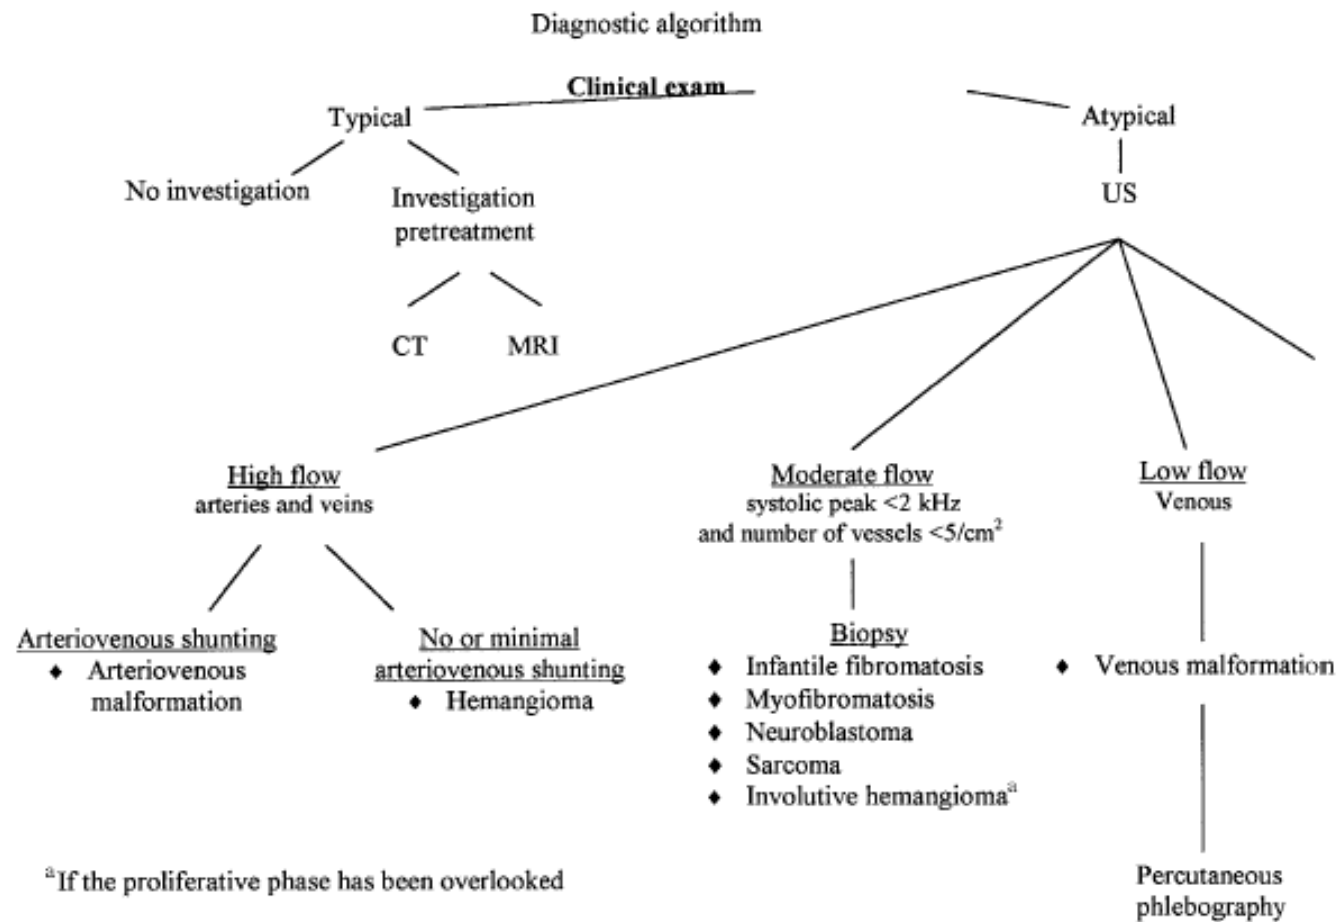 Diagnostic algorithm
Clinical exam
Typical
Atypical
No investigation
Investigation
pretreatment
US
CT
MRI
High flow
arteries and veins
Moderate flow
systolic peak <2 kHz
and number of vessels <5/cm²
Low flow
Venous
Arteriovenous shunting
♦ Arteriovenous
malformation
No or minimal
arteriovenous shunting
♦ Hemangioma
Biopsy
♦ Infantile fibromatosis
♦ Myofibromatosis
♦ Neuroblastoma
♦ Sarcoma
♦ Involutive hemangiomaᵃ
♦ Venous malformation
Percutaneous
phlebography
ᵃIf the proliferative phase has been overlooked